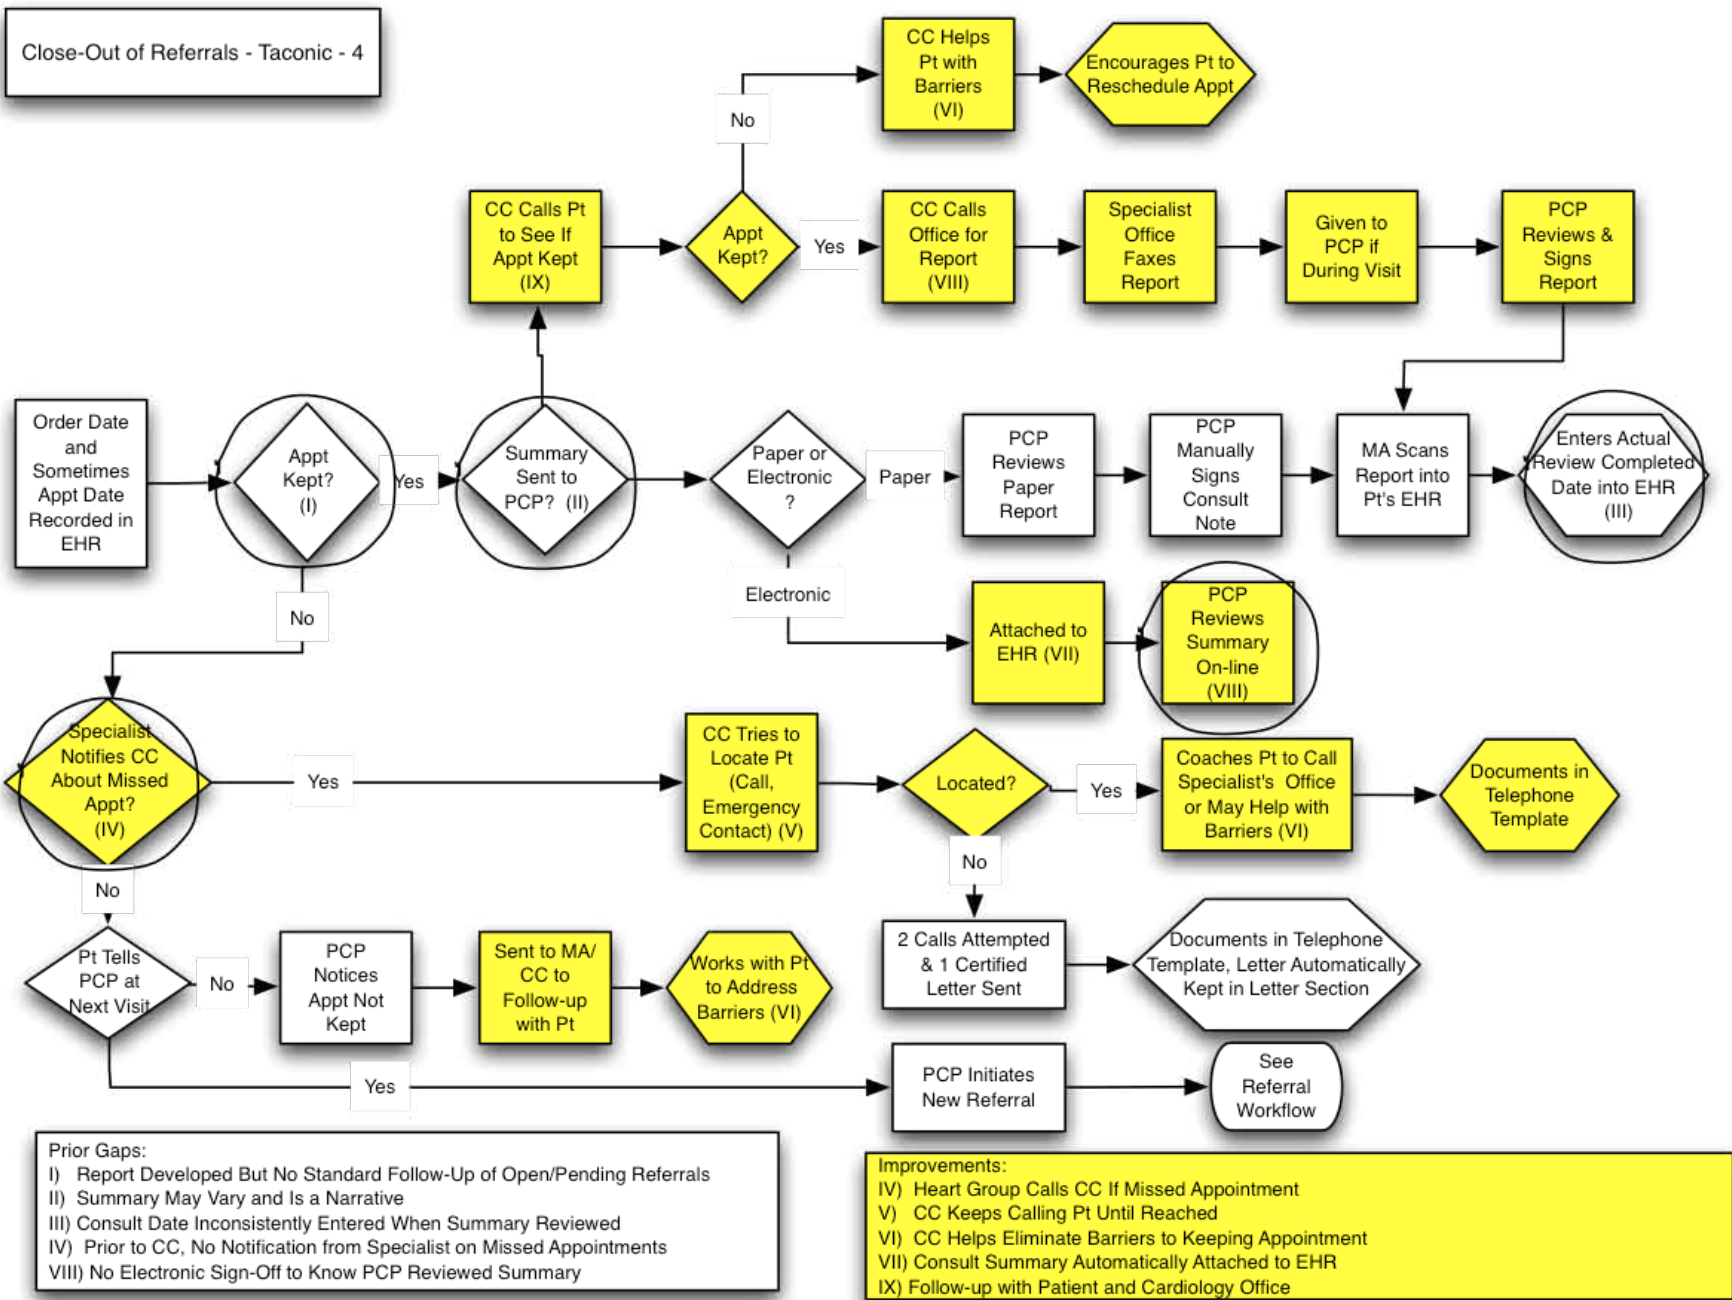 Close-Out of Referrals - Taconic - 4
CC Helps
Pt with
Barriers
(VI)
Encourages Pt to
Reschedule Appt
No
CC Calls Pt
to See If
Appt Kept
(IX)
Appt
Kept?
Yes
CC Calls
Office for
Report
(VIII)
Specialist
Office
Faxes
Report
Given to
PCP if
During Visit
PCP
Reviews &
Signs
Report
Order Date
and
Sometimes
Appt Date
Recorded in
EHR
Appt
Kept?
(I)
Yes
Summary
Sent to
PCP? (II)
Paper or
Electronic
?
Paper
PCP
Reviews
Paper
Report
PCP
Manually
Signs
Consult
Note
MA Scans
Report into
Pt's EHR
Enters Actual
Review Completed
Date into EHR
(III)
No
Electronic
Attached to
EHR (VII)
PCP
Reviews
Summary
On-line
(VIII)
Specialist
Notifies CC
About Missed
Appt?
(IV)
Yes
CC Tries to
Locate Pt
(Call,
Emergency
Contact) (V)
Located?
Yes
Coaches Pt to Call
Specialist's Office
or May Help with
Barriers (VI)
Documents in
Telephone
Template
No
No
Pt Tells
PCP at
Next Visit
No
PCP
Notices
Appt Not
Kept
Sent to MA/
CC to
Follow-up
with Pt
Works with Pt
to Address
Barriers (VI)
2 Calls Attempted
& 1 Certified
Letter Sent
Documents in Telephone
Template, Letter Automatically
Kept in Letter Section
Yes
PCP Initiates
New Referral
See
Referral
Workflow
Prior Gaps:
I) Report Developed But No Standard Follow-Up of Open/Pending Referrals
II) Summary May Vary and Is a Narrative
III) Consult Date Inconsistently Entered When Summary Reviewed
IV) Prior to CC, No Notification from Specialist on Missed Appointments
VIII) No Electronic Sign-Off to Know PCP Reviewed Summary
Improvements:
IV) Heart Group Calls CC If Missed Appointment
V) CC Keeps Calling Pt Until Reached
VI) CC Helps Eliminate Barriers to Keeping Appointment
VII) Consult Summary Automatically Attached to EHR
IX) Follow-up with Patient and Cardiology Office